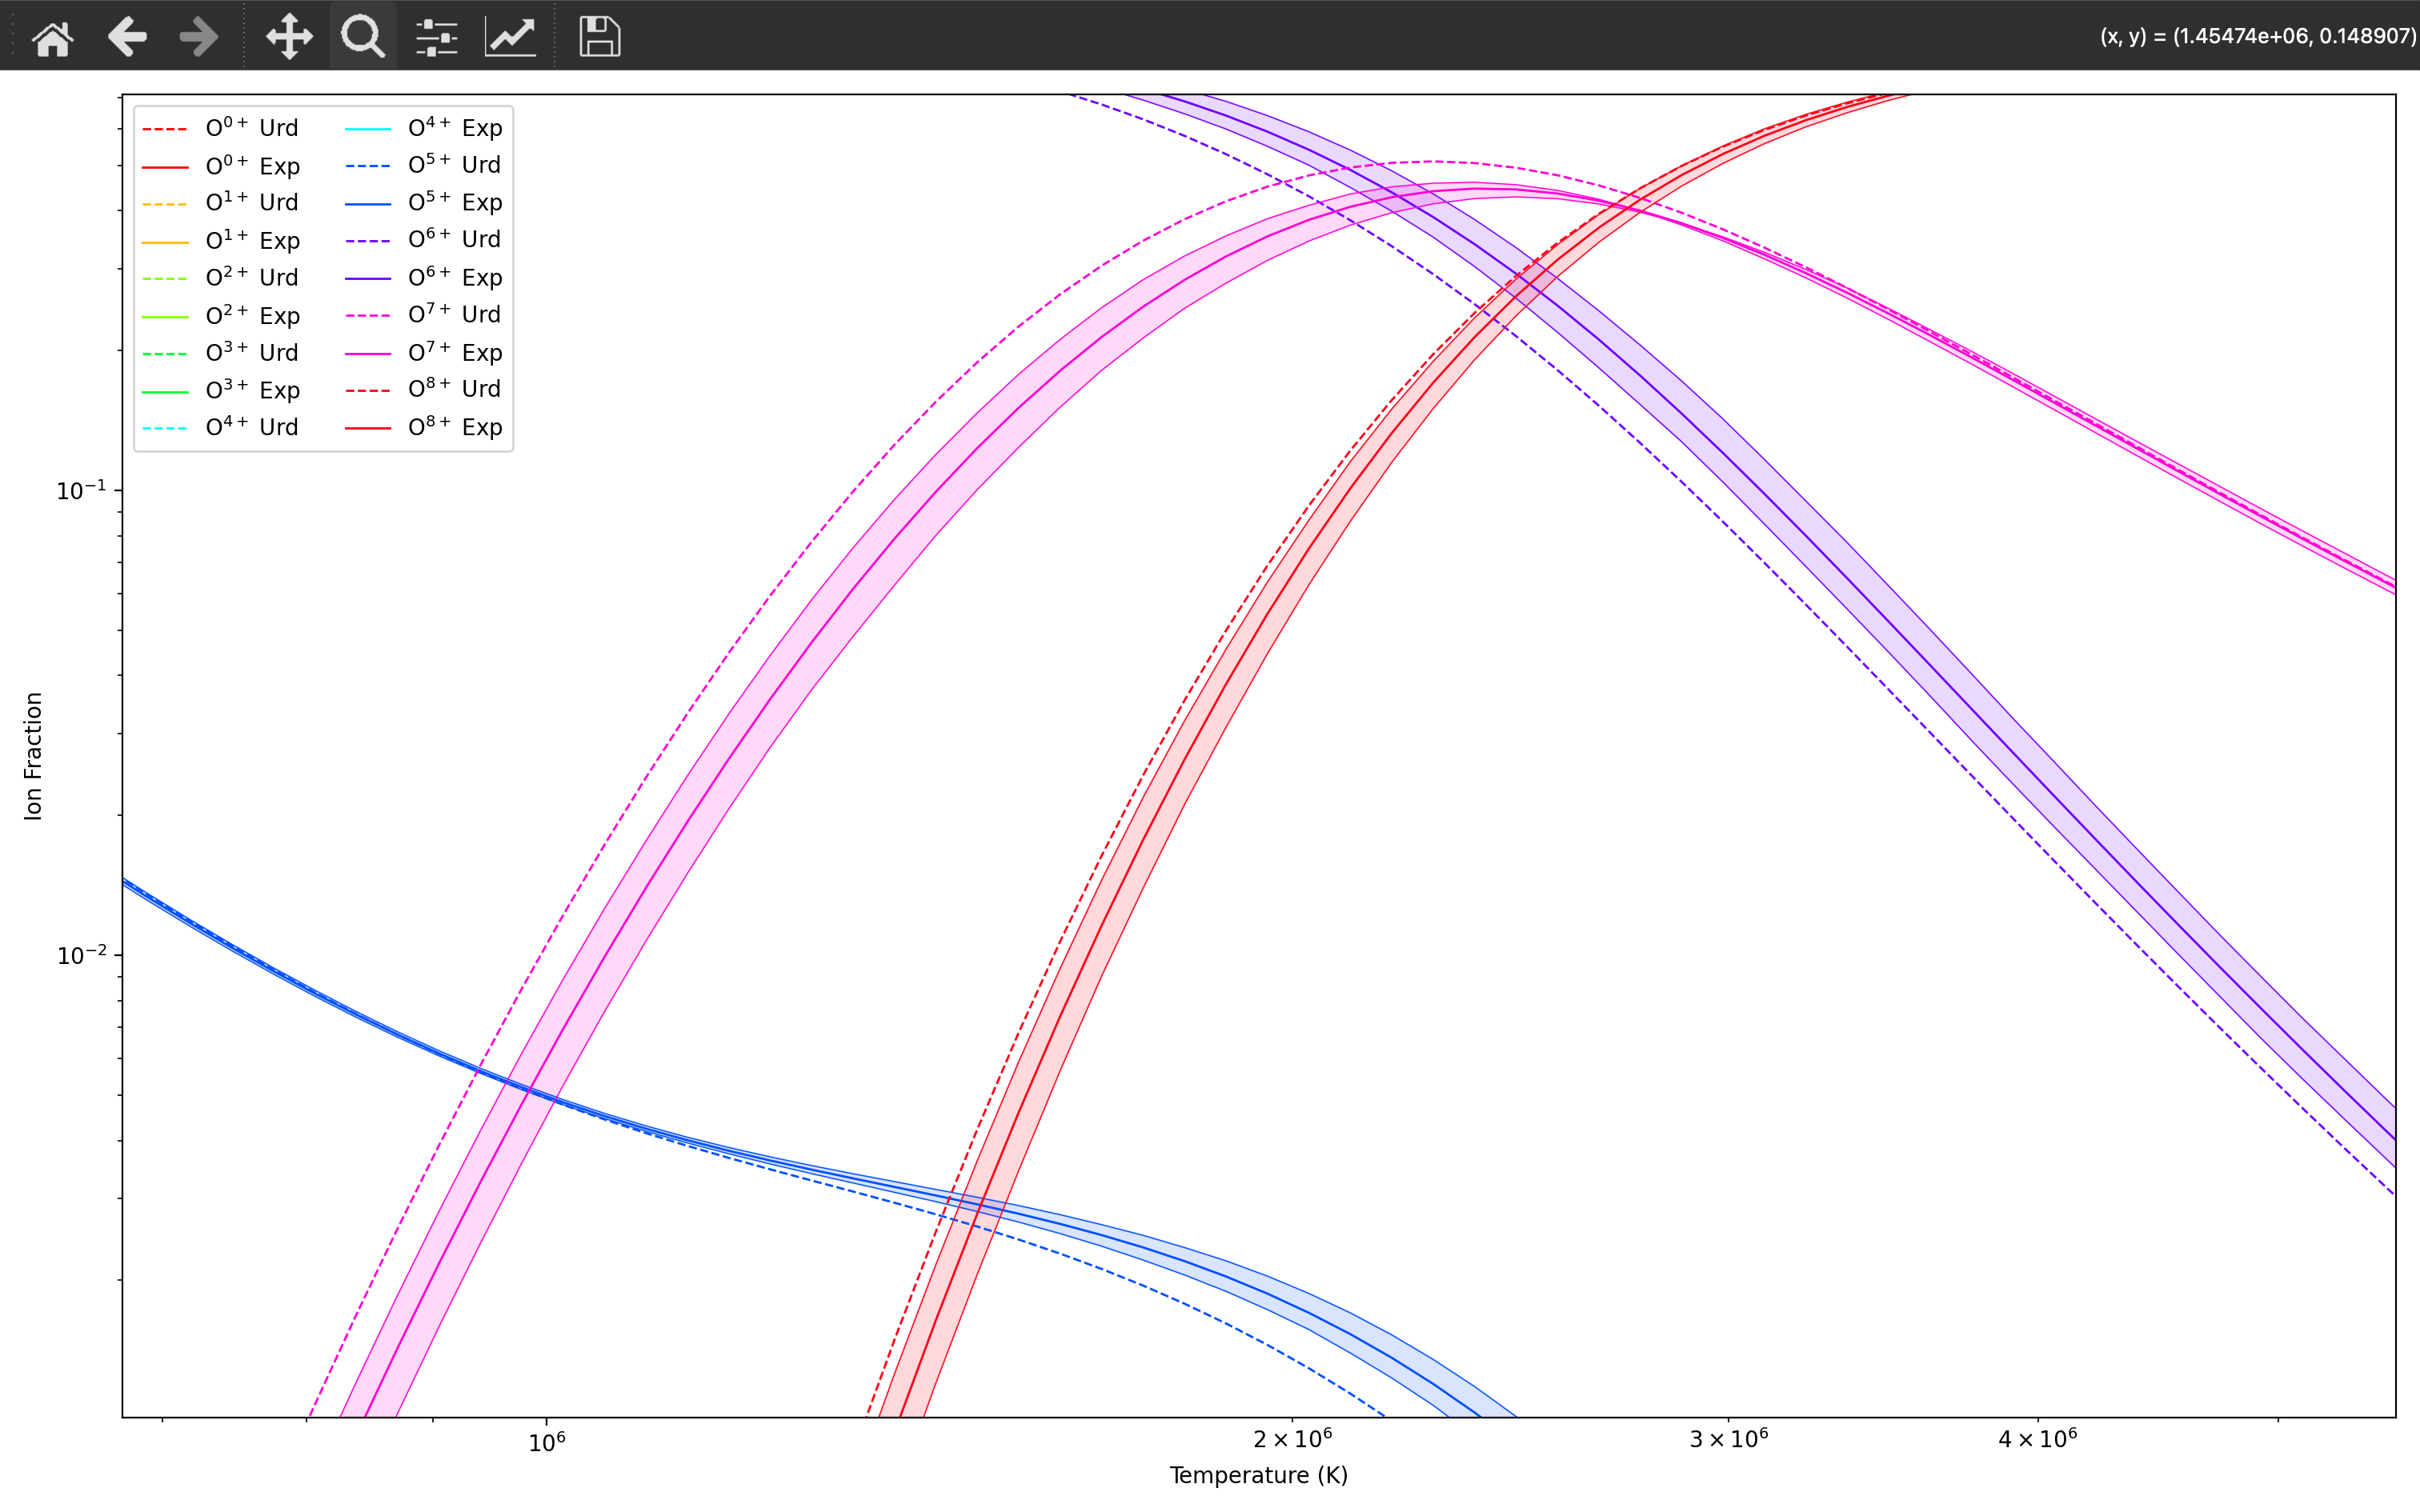 (x, y) = (1.45474e+06, 0.148907)
O⁰⁺ Urd
O⁰⁺ Exp
O¹⁺ Urd
O¹⁺ Exp
O²⁺ Urd
O²⁺ Exp
O³⁺ Urd
O³⁺ Exp
O⁴⁺ Urd
O⁴⁺ Exp
O⁵⁺ Urd
O⁵⁺ Exp
O⁶⁺ Urd
O⁶⁺ Exp
O⁷⁺ Urd
O⁷⁺ Exp
O⁸⁺ Urd
O⁸⁺ Exp
10⁻¹
10⁻²
Ion Fraction
10⁶
2 × 10⁶
3 × 10⁶
4 × 10⁶
Temperature (K)